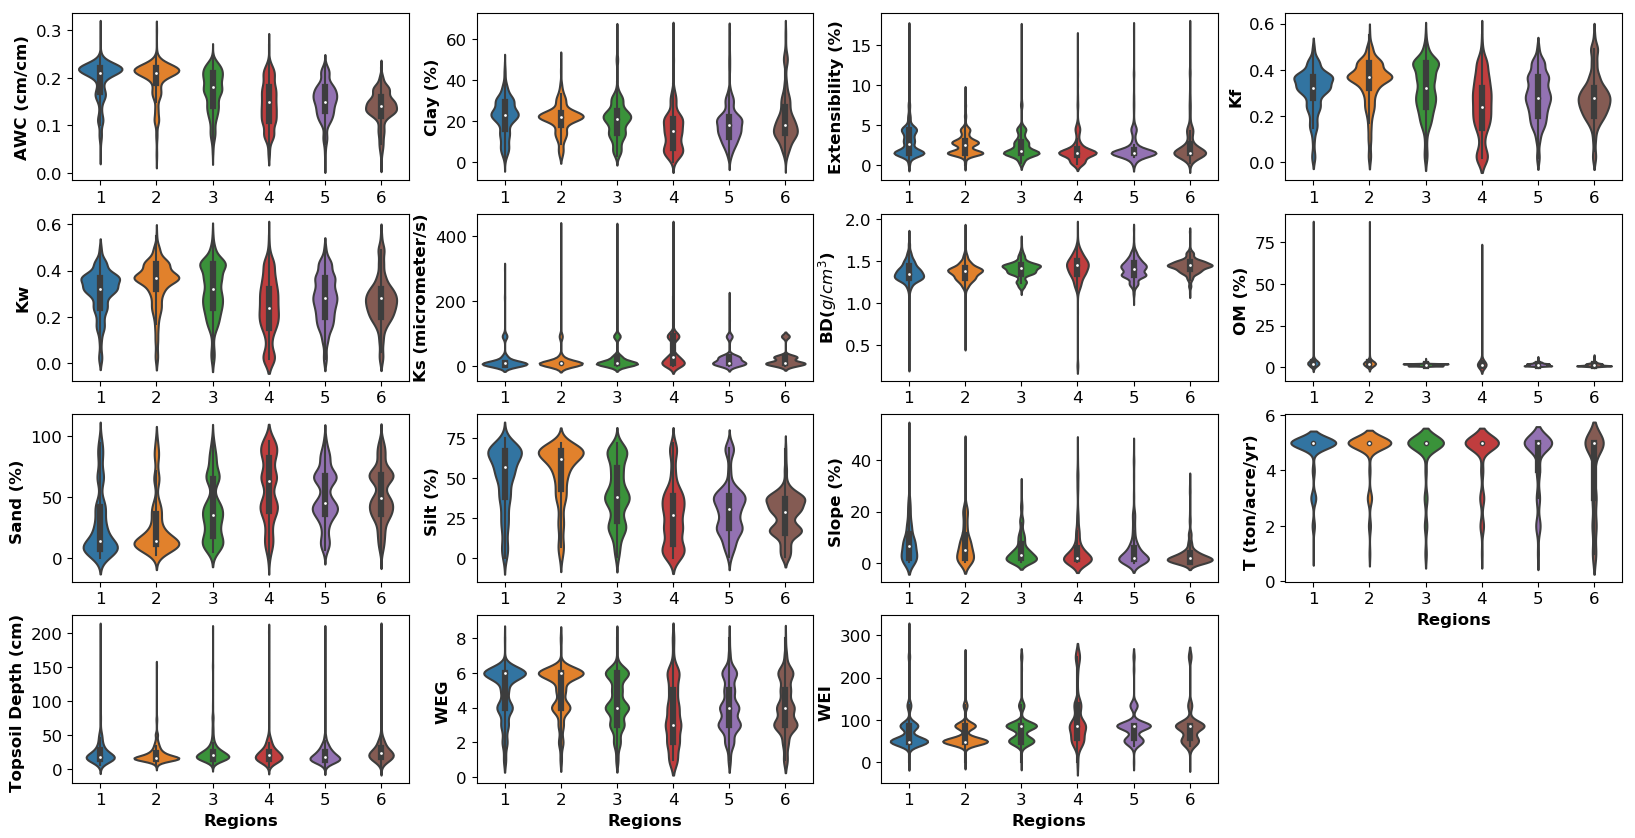 AWC (cm/cm)
0.3
0.2
0.1
0.0
1 2 3 4 5 6
Clay (%)
60
40
20
0
1 2 3 4 5 6
Extensibility (%)
15
10
5
0
1 2 3 4 5 6
Kf
0.6
0.4
0.2
0.0
1 2 3 4 5 6
Kw
0.6
0.4
0.2
0.0
1 2 3 4 5 6
Ks (micrometer/s)
400
200
0
1 2 3 4 5 6
BD(g/cm³)
2.0
1.5
1.0
0.5
1 2 3 4 5 6
OM (%)
75
50
25
0
1 2 3 4 5 6
Sand (%)
100
50
0
1 2 3 4 5 6
Silt (%)
75
50
25
0
1 2 3 4 5 6
Slope (%)
40
20
0
1 2 3 4 5 6
T (ton/acre/yr)
6
4
2
0
1 2 3 4 5 6
Regions
Topsoil Depth (cm)
200
150
100
50
0
1 2 3 4 5 6
Regions
WEG
8
6
4
2
0
1 2 3 4 5 6
Regions
WEI
300
200
100
0
1 2 3 4 5 6
Regions